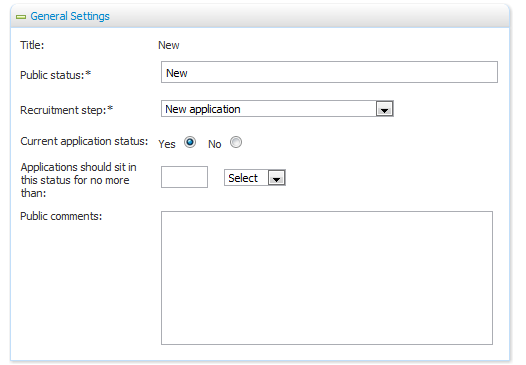 General Settings
Title: New
Public status:* New
Recruitment step:* New application
Current application status: Yes No
Applications should sit in
this status for no more
than:
Select
Public comments: